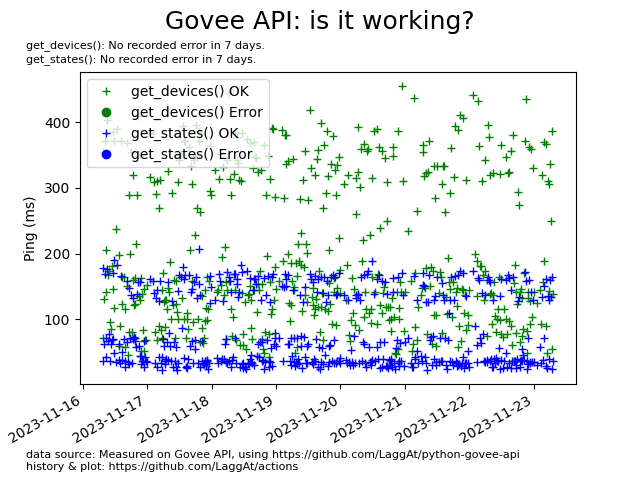 Govee API: is it working?
get_devices(): No recorded error in 7 days.
get_states(): No recorded error in 7 days.
get_devices() OK
get_devices() Error
get_states() OK
get_states() Error
Ping (ms)
400
300
200
100
2023-11-16
2023-11-17
2023-11-18
2023-11-19
2023-11-20
2023-11-21
2023-11-22
2023-11-23
data source: Measured on Govee API, using https://github.com/LaggAt/python-govee-api
history & plot: https://github.com/LaggAt/actions